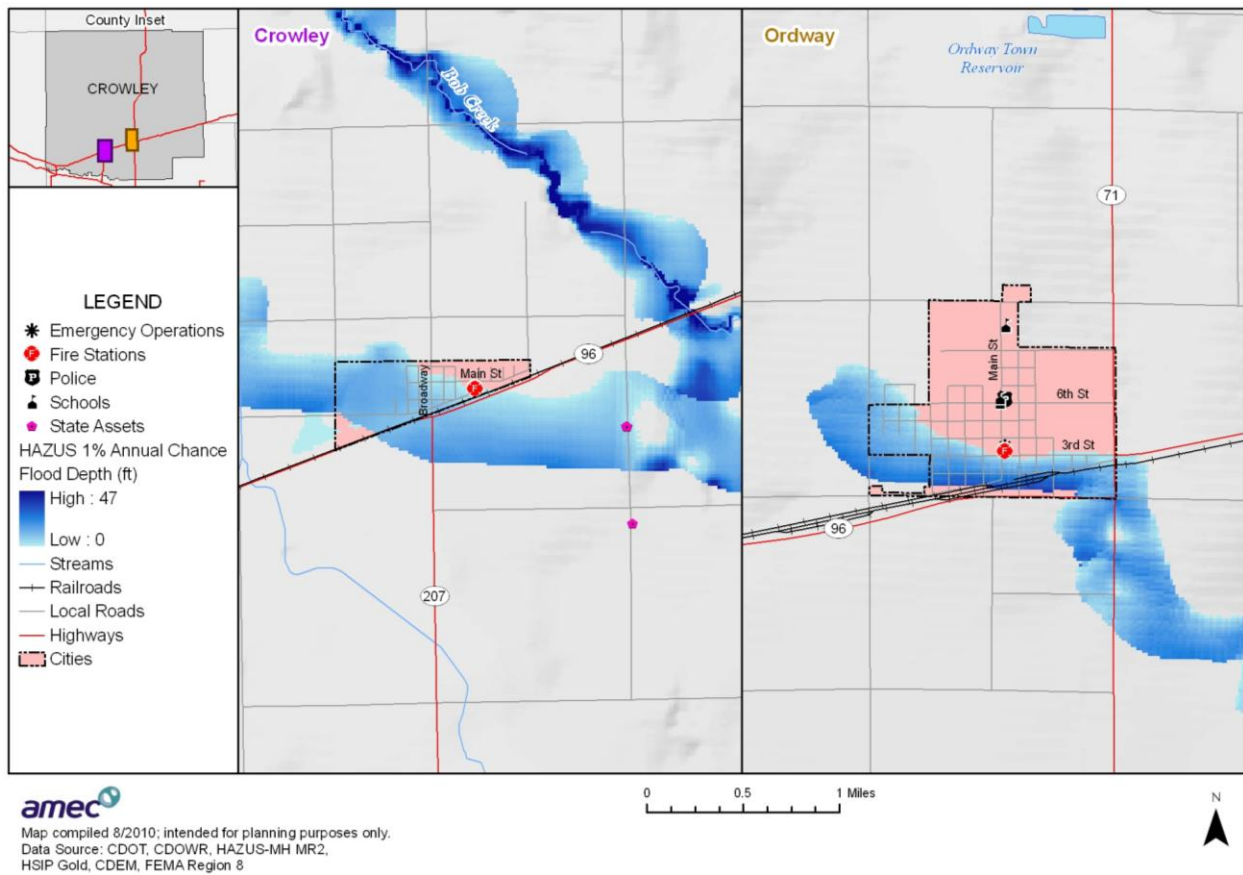 County Inset
CROWLEY
LEGEND
Emergency Operations
F Fire Stations
P Police
Schools
State Assets
HAZUS 1% Annual Chance
Flood Depth (ft)
High : 47
Low : 0
Streams
Railroads
Local Roads
Highways
Cities
Crowley
Bob Creek
96
Main St
F
Broadway
207
Ordway
Ordway Town
Reservoir
71
Main St
6th St
3rd St
F
96
amec
Map compiled 8/2010; intended for planning purposes only.
Data Source: CDOT, CDOWR, HAZUS-MH MR2,
HSIP Gold, CDEM, FEMA Region 8
0 0.5 1 Miles
N